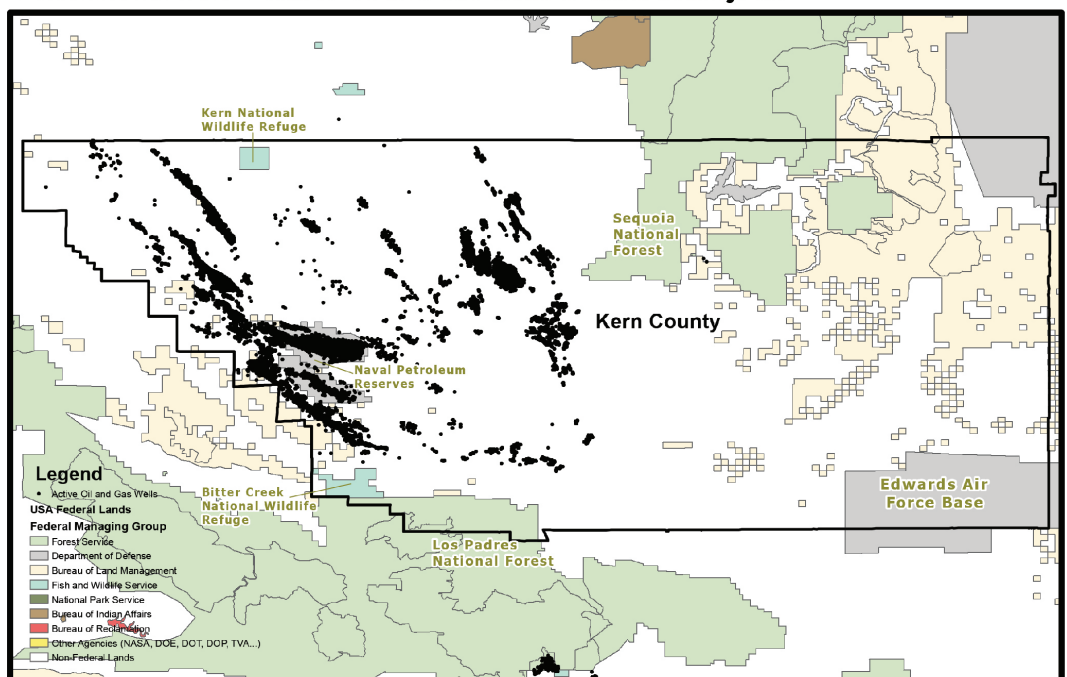 Kern National
Wildlife Refuge
Sequoia
National
Forest
Kern County
Naval Petroleum
Reserves
Edwards Air
Force Base
Bitter Creek
National Wildlife
Refuge
Los Padres
National Forest
Legend
Active Oil and Gas Wells
USA Federal Lands
Federal Managing Group
Forest Service
Department of Defense
Bureau of Land Management
Fish and Wildlife Service
National Park Service
Bureau of Indian Affairs
Bureau of Reclamation
Other Agencies (NASA, DOE, DOT, DOP, TVA...)
Non-Federal Lands